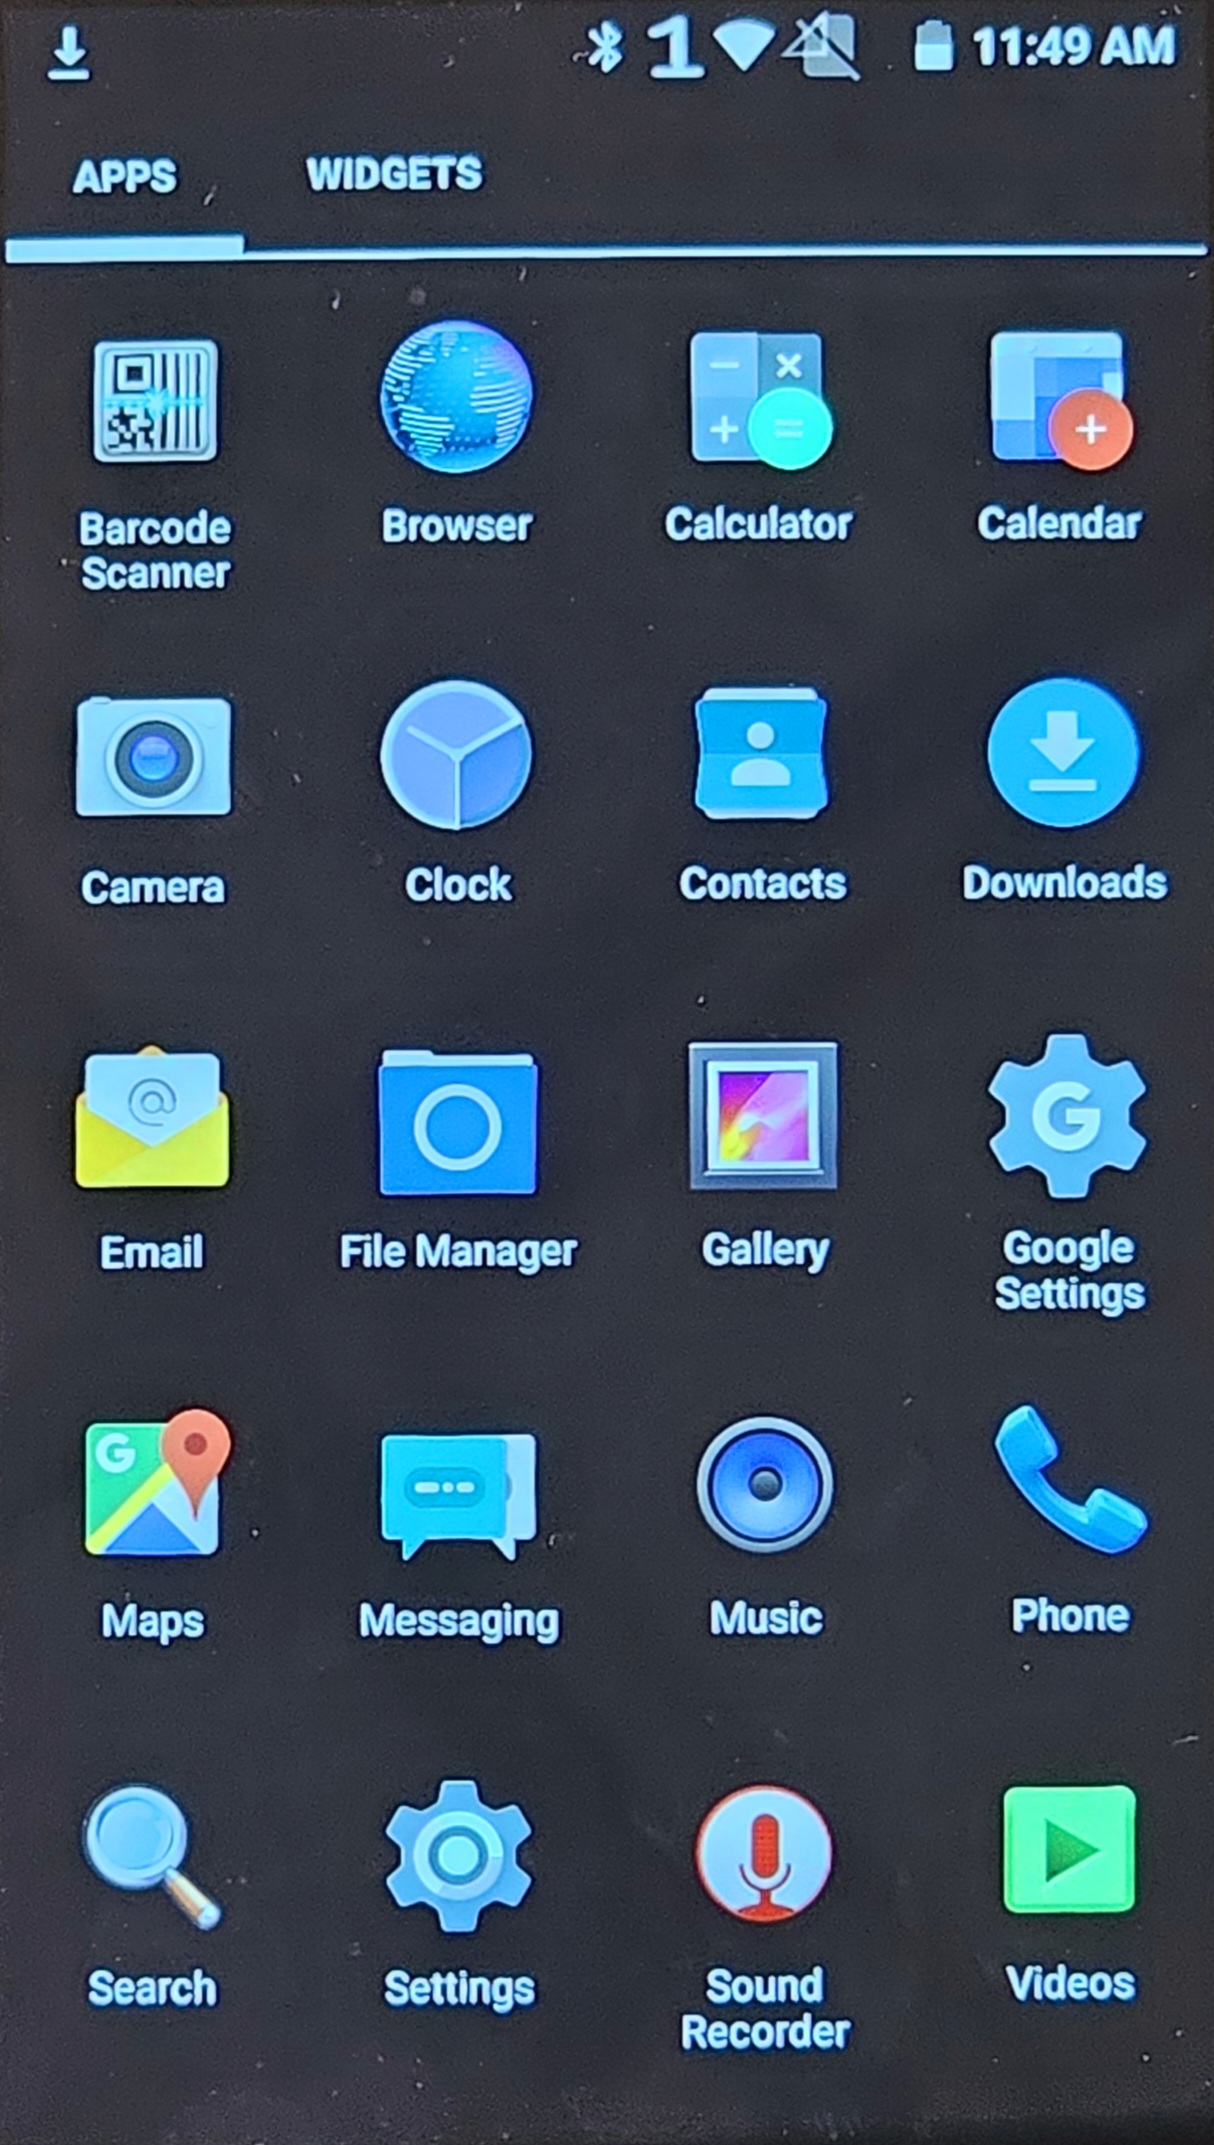 1 11:49 AM
APPS WIDGETS
Barcode Scanner
Browser
Calculator
Calendar
Camera
Clock
Contacts
Downloads
@
Email
File Manager
Gallery
G
Google Settings
G
Maps
Messaging
Music
Phone
Search
Settings
Sound Recorder
Videos